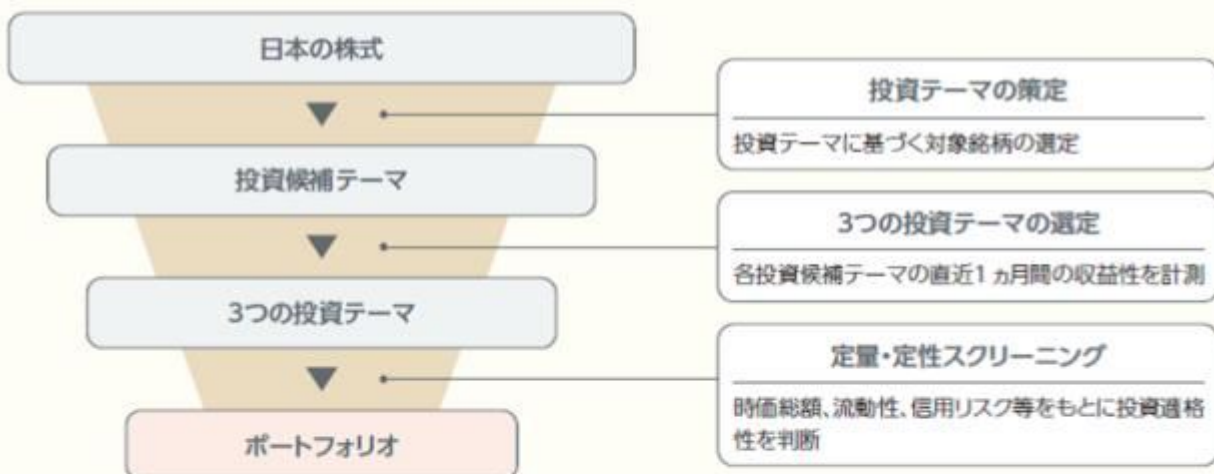 日本の株式
投資テーマの策定
投資テーマに基づく対象銘柄の選定
投資候補テーマ
3つの投資テーマの選定
各投資候補テーマの直近1ヵ月間の収益性を計測
3つの投資テーマ
定量・定性スクリーニング
時価総額、流動性、信用リスク等をもとに投資適格
性を判断
ポートフォリオ